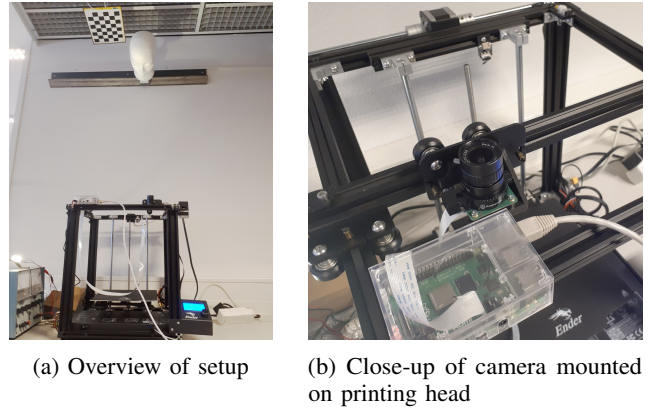 (a) Overview of setup
Ender
(b) Close-up of camera mounted
on printing head